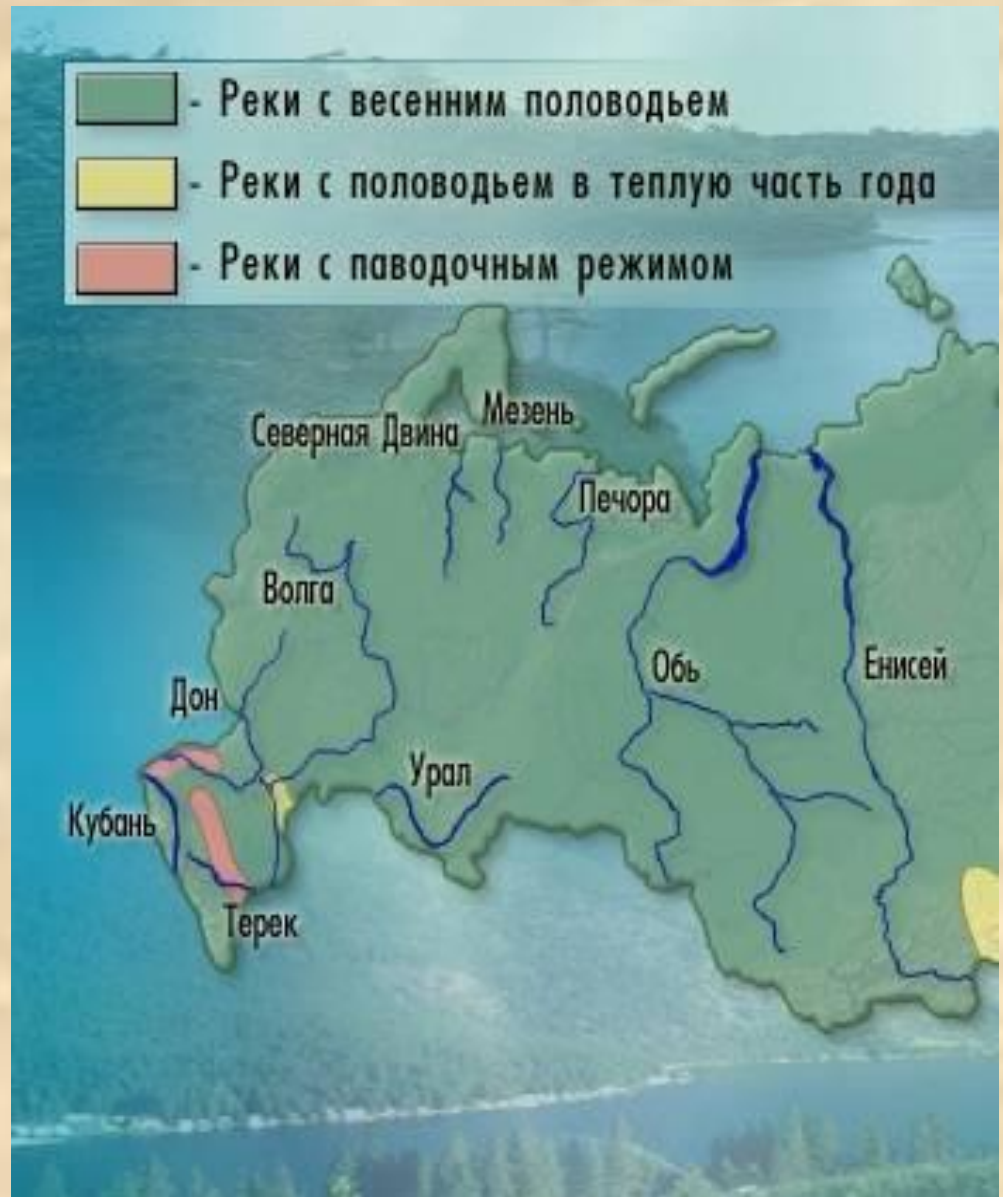 - Реки с весенним половодьем
- Реки с половодьем в теплую часть года
- Реки с паводочным режимом
Мезень
Северная Двина
Печора
Волга
Обь
Енисей
Дон
Урал
Кубань
Терек